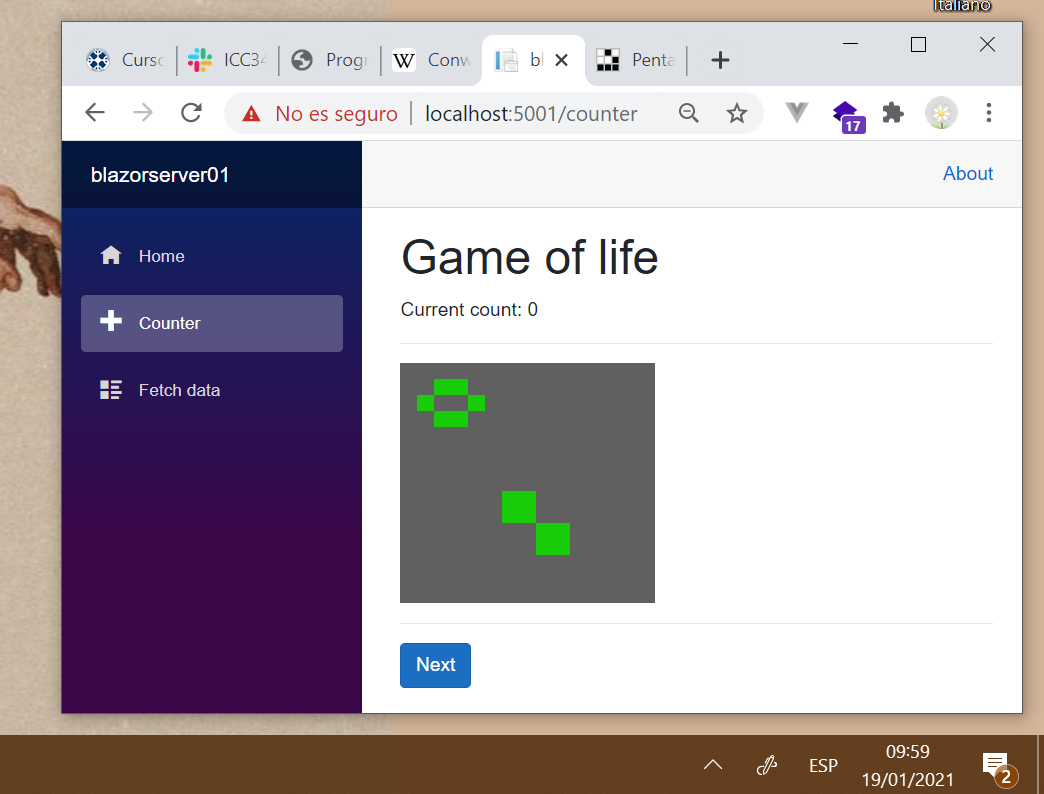 Italiano
Curso
ICC34
Progr
Conw
bl
Penta
No es seguro
localhost:5001/counter
17
blazorserver01
About
Home
Counter
Fetch data
Game of life
Current count: 0
Next
ESP
09:59
19/01/2021
2